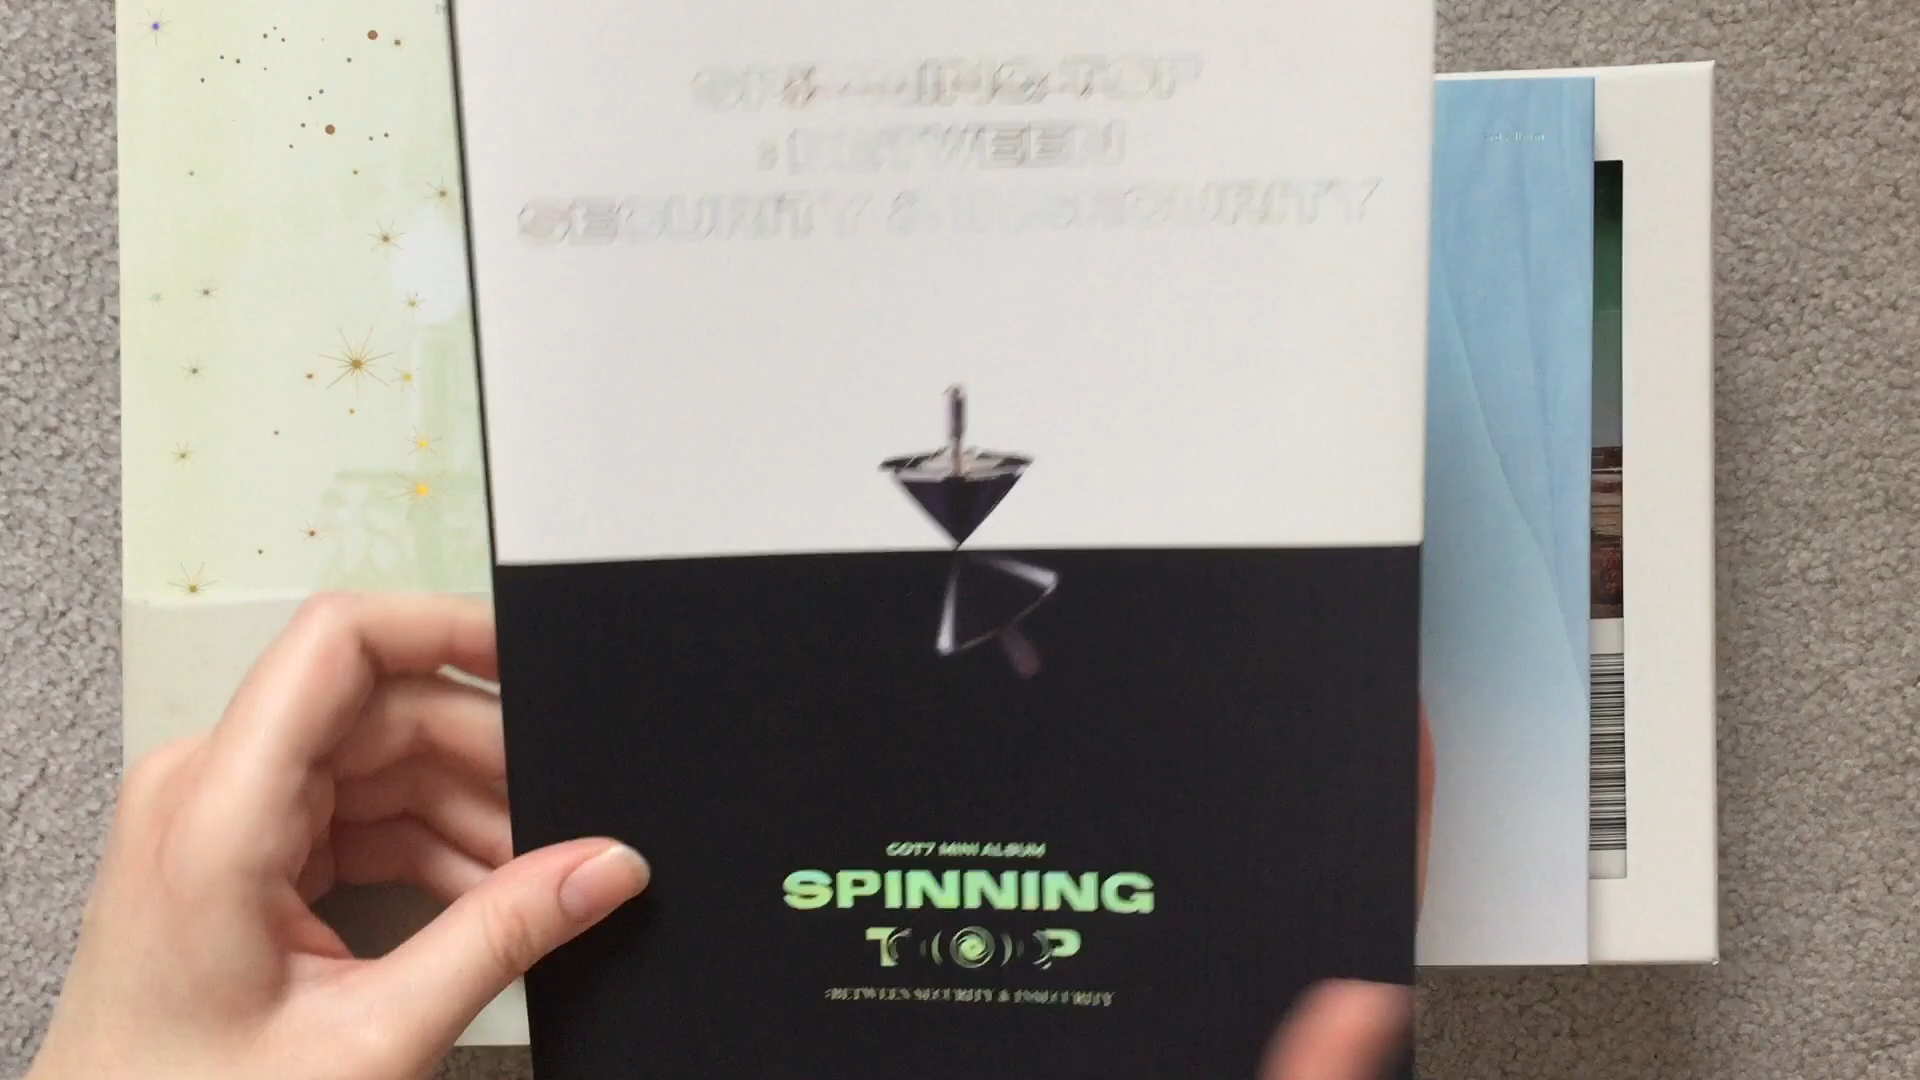 SPINNING TOP
: BETWEEN
SECURITY & INSECURITY
GOT7 MINI ALBUM
SPINNING
TOP
:BETWEEN SECURITY & INSECURITY